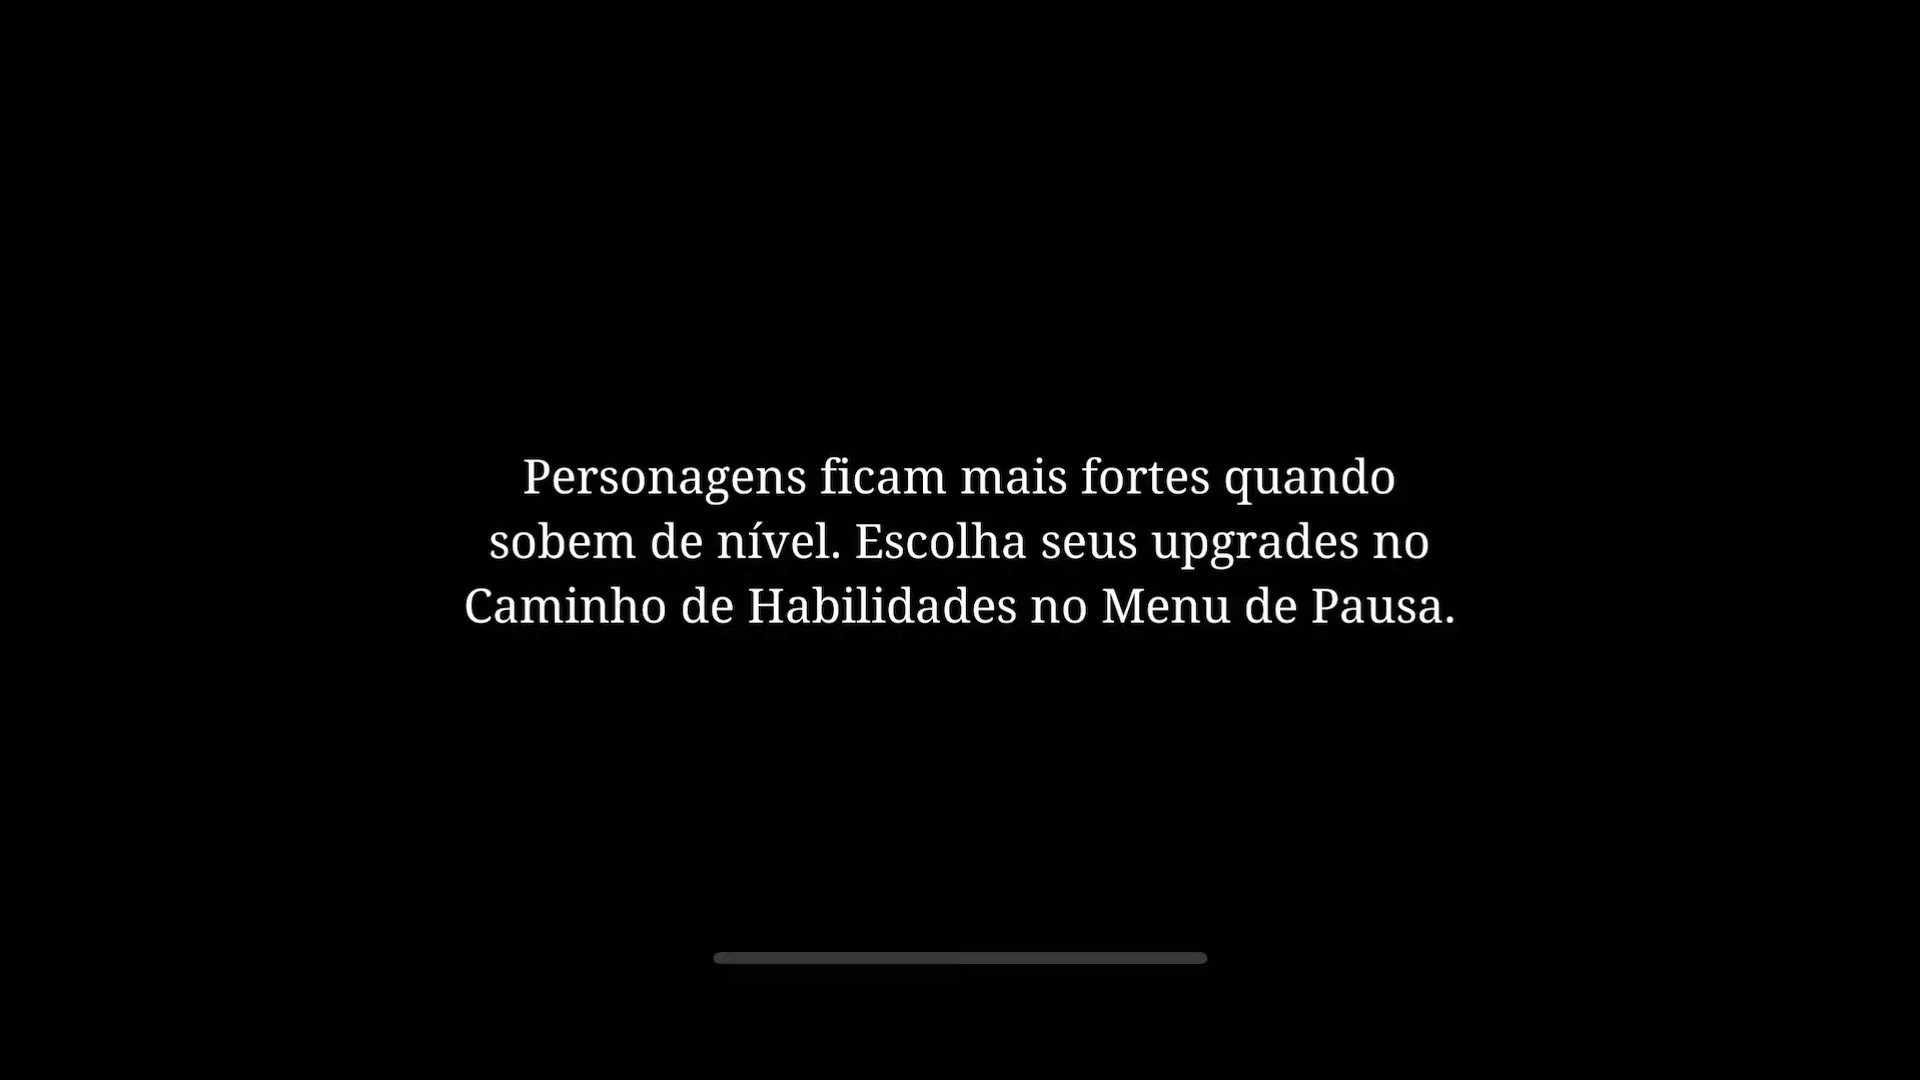 Personagens ficam mais fortes quando
sobem de nível. Escolha seus upgrades no
Caminho de Habilidades no Menu de Pausa.